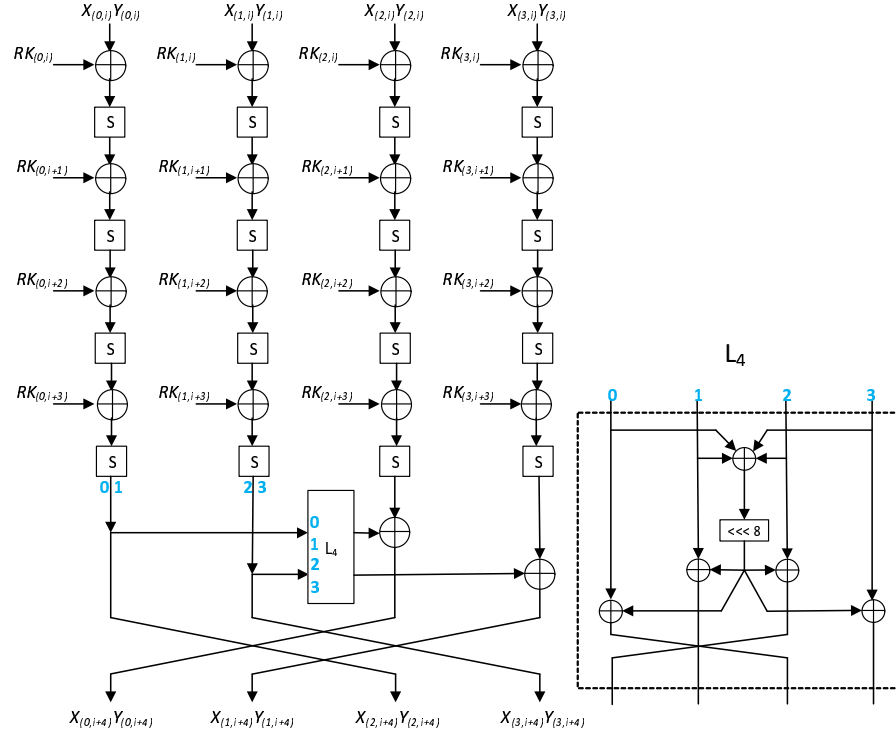 X(0,i)Y(0,i) X(1,i)Y(1,i) X(2,i)Y(2,i) X(3,i)Y(3,i)
RK(0,i) RK(1,i) RK(2,i) RK(3,i)
S S S S
RK(0,i+1) RK(1,i+1) RK(2,i+1) RK(3,i+1)
S S S S
RK(0,i+2) RK(1,i+2) RK(2,i+2) RK(3,i+2)
S S S S
RK(0,i+3) RK(1,i+3) RK(2,i+3) RK(3,i+3)
S S S S
0 1 2 3
0
1
L4
2
3
X(0,i+4)Y(0,i+4) X(1,i+4)Y(1,i+4) X(2,i+4)Y(2,i+4) X(3,i+4)Y(3,i+4)
L4
0 1 2 3
<<< 8